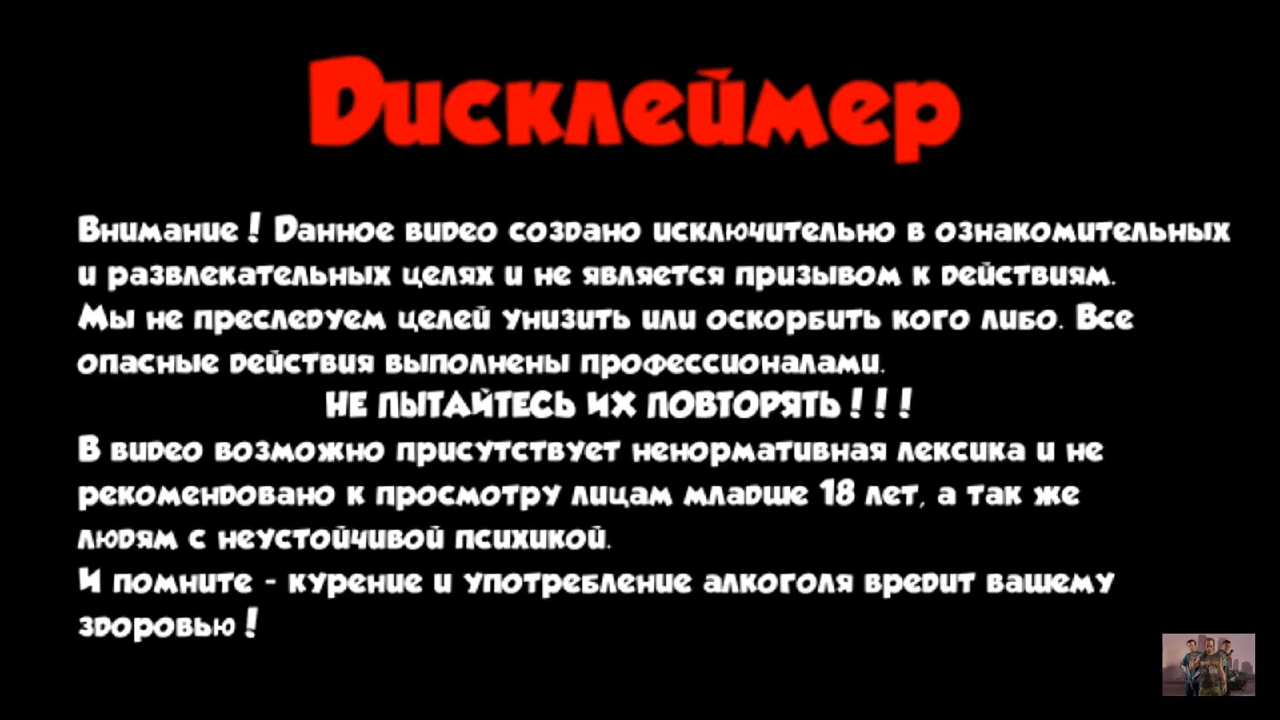 Дисклеймер
Внимание! Данное видео создано исключительно в ознакомительных
и развлекательных целях и не является призывом к действиям.
Мы не преследуем целей унизить или оскорбить кого либо. Все
опасные действия выполнены профессионалами.
НЕ ПЫТАЙТЕСЬ ИХ ПОВТОРЯТЬ!!!
В видео возможно присутствует ненормативная лексика и не
рекомендовано к просмотру лицам младше 18 лет, а так же
людям с неустойчивой психикой.
И помните - курение и употребление алкоголя вредит вашему
здоровью!